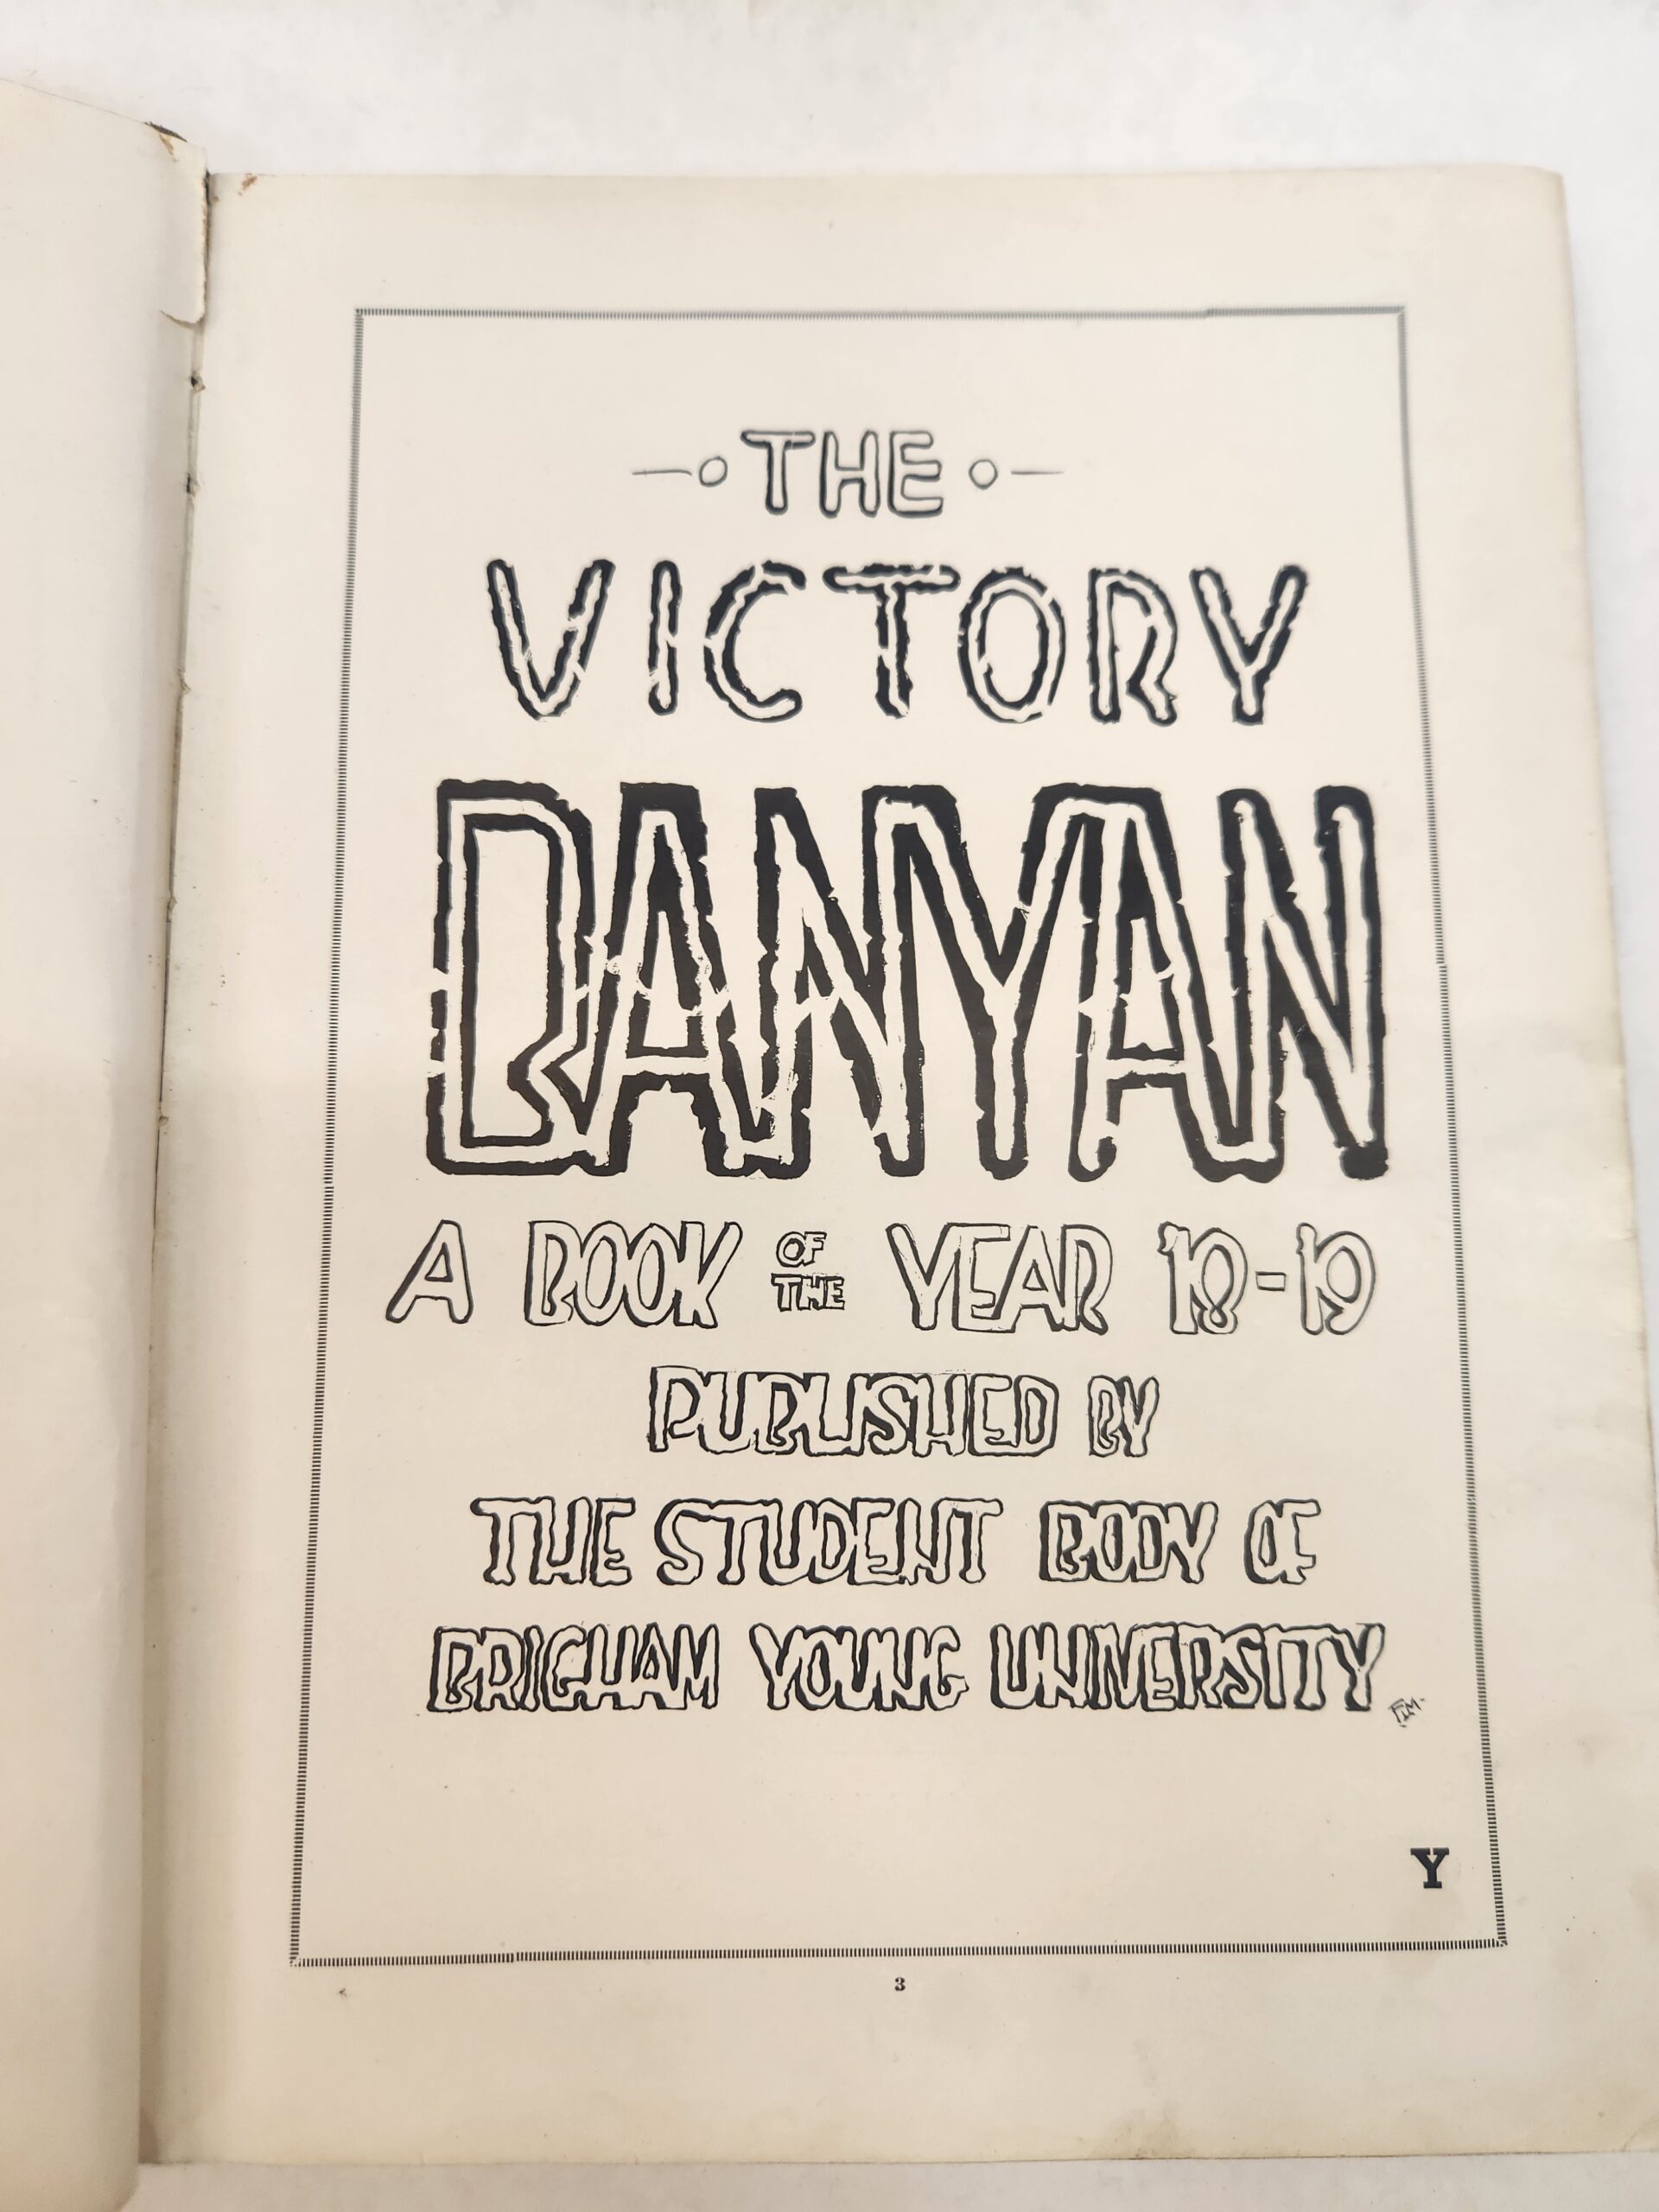 THE
VICTORY
BANYAN
A BOOK OF THE YEAR 18-19
PUBLISHED BY
THE STUDENT BODY OF
BRIGHAM YOUNG UNIVERSITY
Y
3